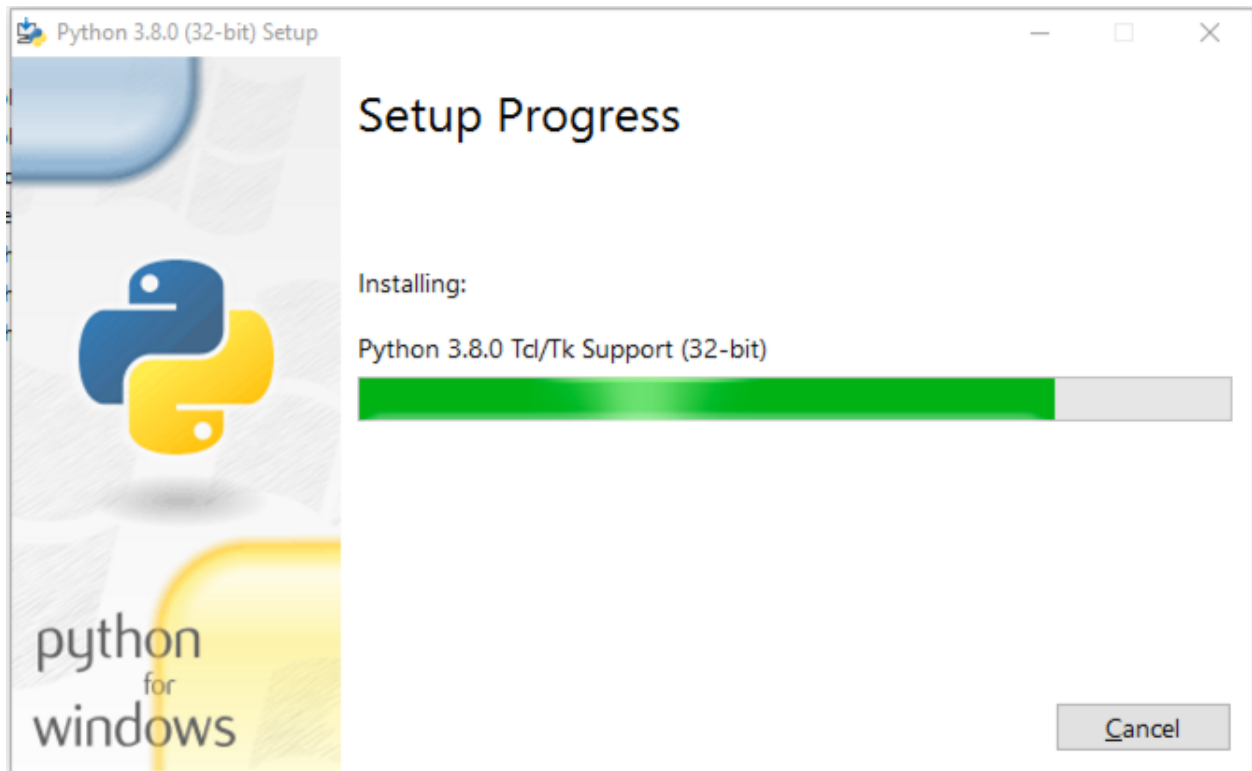 Python 3.8.0 (32-bit) Setup
Setup Progress
Installing:
Python 3.8.0 Tcl/Tk Support (32-bit)
python
for
windows
Cancel